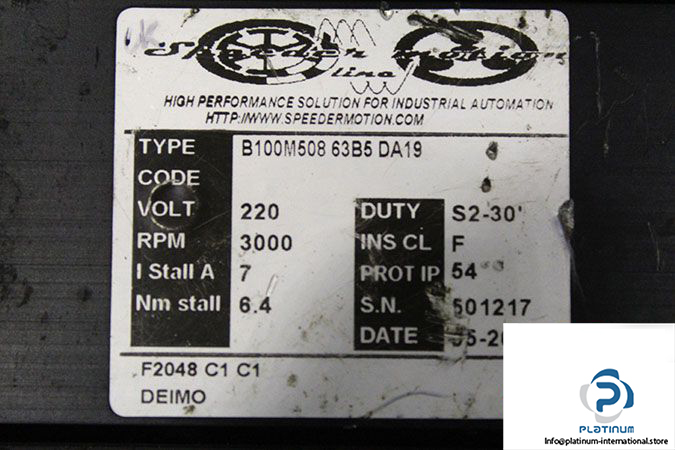 UK
Speeder motion
line
HIGH PERFORMANCE SOLUTION FOR INDUSTRIAL AUTOMATION
HTTP://WWW.SPEEDERMOTION.COM
TYPE B100M508 63B5 DA19
CODE
VOLT 220 DUTY S2-30'
RPM 3000 INS CL F
I Stall A 7 PROT IP 54
Nm stall 6.4 S.N. 501217
DATE
F2048 C1 C1
DEIMO
PLATINUM
Info@platinum-international.store